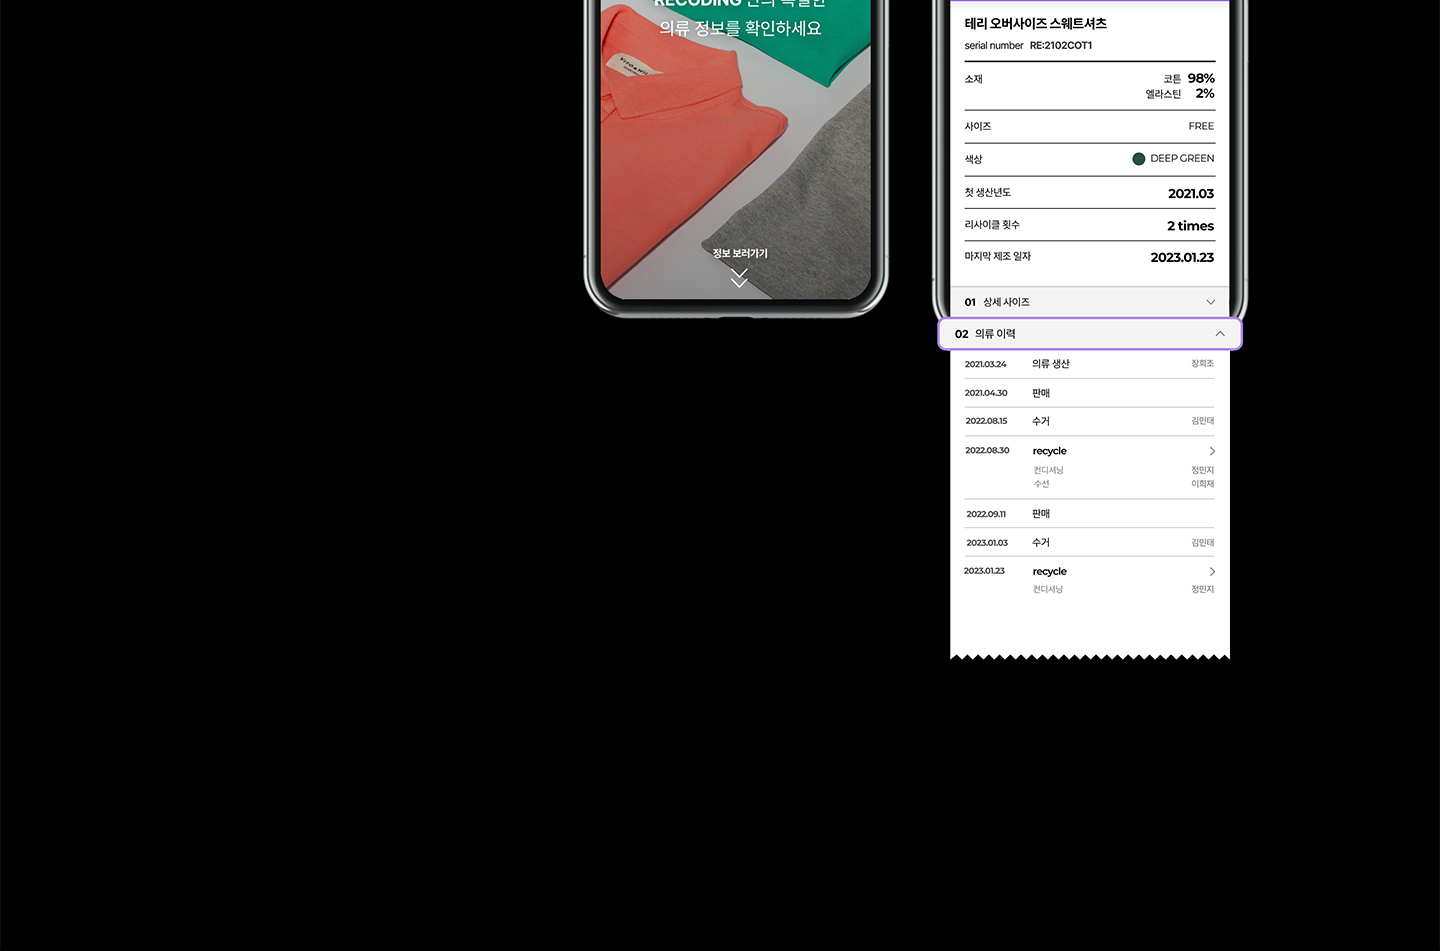 RECODING 만의 특별한
의류 정보를 확인하세요
정보 보러가기
테리 오버사이즈 스웨트셔츠
serial number RE:2102COT1
소재 코튼 98%
엘라스틴 2%
사이즈 FREE
색상 DEEP GREEN
첫 생산년도 2021.03
리사이클 횟수 2 times
마지막 제조 일자 2023.01.23
01 상세 사이즈
02 의류 이력
2021.03.24 의류 생산 장희조
2021.04.30 판매
2022.08.15 수거 김민태
2022.08.30 recycle
컨디셔닝 정민지
수선 이희재
2022.09.11 판매
2023.01.03 수거 김민태
2023.01.23 recycle
컨디셔닝 정민지